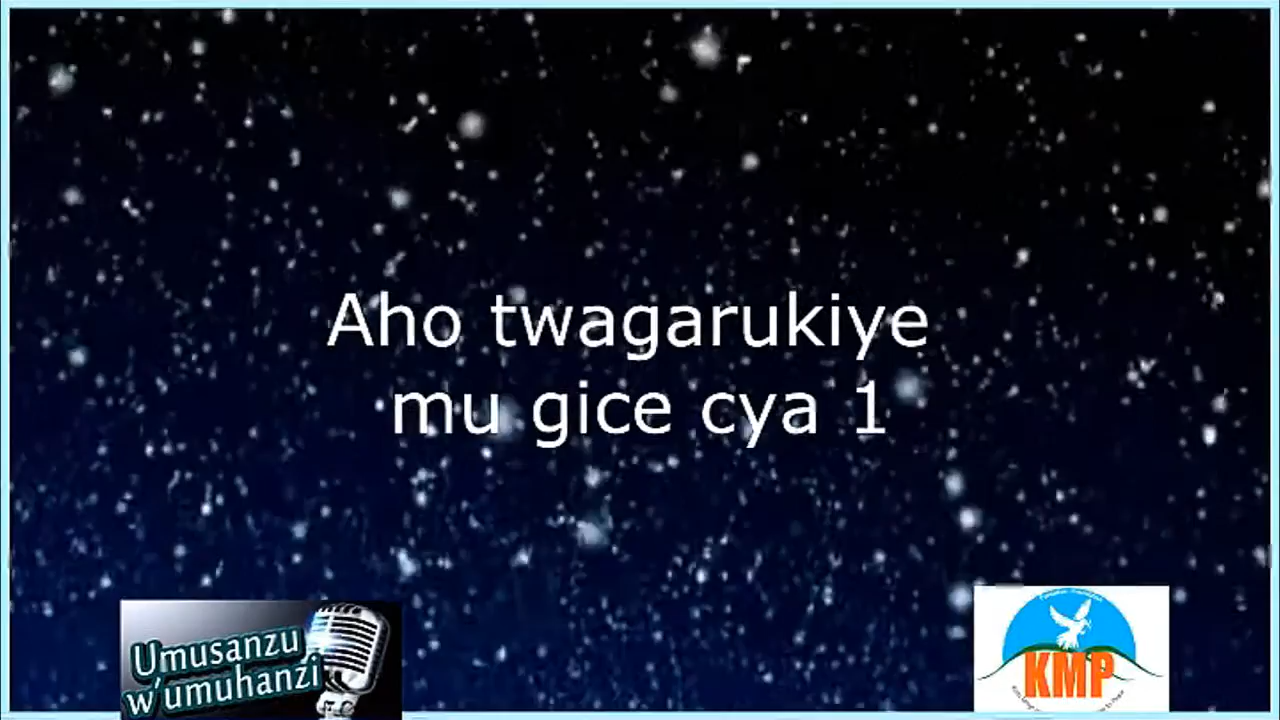 Aho twagarukiye
mu gice cya 1
Umusanzu
w'umuhanzi
KMP